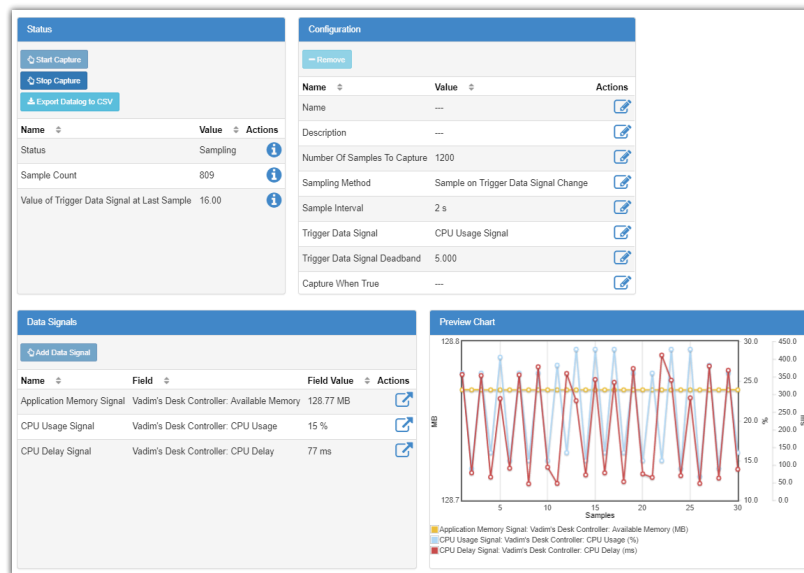 Status
Start Capture
Stop Capture
Export Datalog to CSV
Name Value Actions
Status Sampling
Sample Count 809
Value of Trigger Data Signal at Last Sample 16.00
Configuration
Remove
Name Value Actions
Name ---
Description ---
Number Of Samples To Capture 1200
Sampling Method Sample on Trigger Data Signal Change
Sample Interval 2 s
Trigger Data Signal CPU Usage Signal
Trigger Data Signal Deadband 5.000
Capture When True ---
Data Signals
Add Data Signal
Name Field Field Value Actions
Application Memory Signal Vadim's Desk Controller: Available Memory 128.77 MB
CPU Usage Signal Vadim's Desk Controller: CPU Usage 15 %
CPU Delay Signal Vadim's Desk Controller: CPU Delay 77 ms
Preview Chart
128.8 30.0 450.0
400.0
25.0 350.0
300.0
MB 20.0 % 250.0 ms
200.0
15.0 150.0
100.0
50.0
128.7 10.0 0.0
5 10 15 20 25 30
Samples
Application Memory Signal: Vadim's Desk Controller: Available Memory (MB)
CPU Usage Signal: Vadim's Desk Controller: CPU Usage (%)
CPU Delay Signal: Vadim's Desk Controller: CPU Delay (ms)